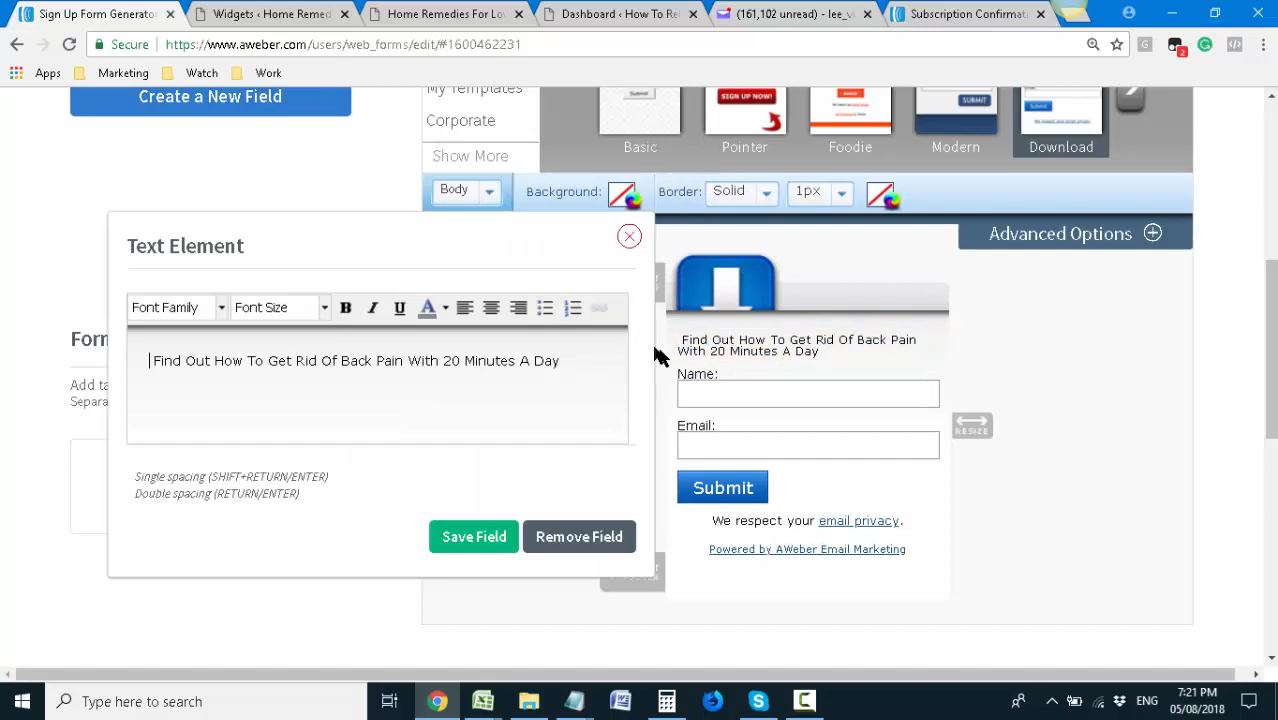 Sign Up Form Generato
Widgets ‹ Home Remed
Home Remedies For Lov
Dashboard ‹ How To Re
(161,102 unread) - lee_vi
Subscription Confirmat
Secure
https://www.aweber.com/users/web_forms/edit/#1600462231
G
2
Apps
Marketing
Watch
Work
Create a New Field
My Templates
Corporate
Show More
Submit
SIGN UP NOW!
SUBMIT
Basic
Pointer
Foodie
Modern
Download
Body
Background:
Border:
Solid
1px
Advanced Options
Text Element
Font Family
Font Size
B I U A
Find Out How To Get Rid Of Back Pain With 20 Minutes A Day
Single spacing (SHIFT+RETURN/ENTER)
Double spacing (RETURN/ENTER)
Save Field
Remove Field
Form
Add ta
Separa
Find Out How To Get Rid Of Back Pain
With 20 Minutes A Day
Name:
Email:
RESIZE
Submit
We respect your email privacy.
Powered by AWeber Email Marketing
Type here to search
ENG
7:21 PM
05/08/2018